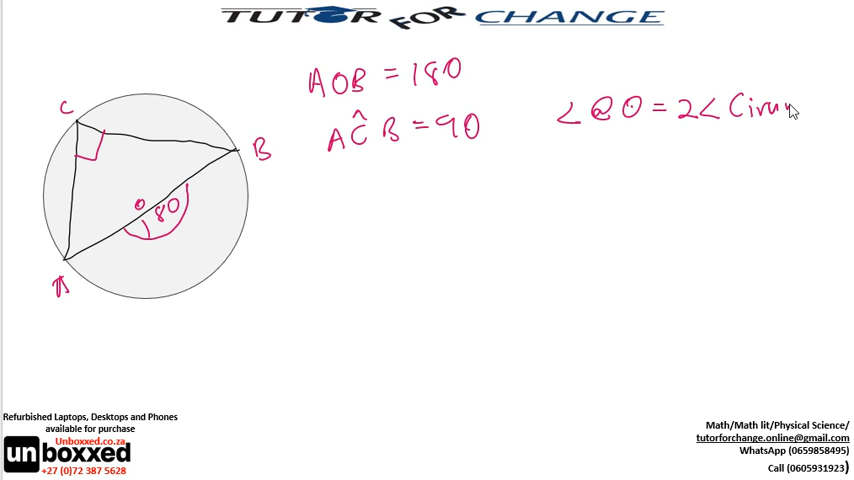 TUTOR FOR CHANGE
AOB = 180
AĈB = 90
<@O = 2< Circum
C
B
O
180
A
Refurbished Laptops, Desktops and Phones
available for purchase
Unboxxed.co.za
unboxxed
+27 (0)72 387 5628
Math/Math lit/Physical Science/
tutorforchange.online@gmail.com
WhatsApp (0659858495)
Call (0605931923)